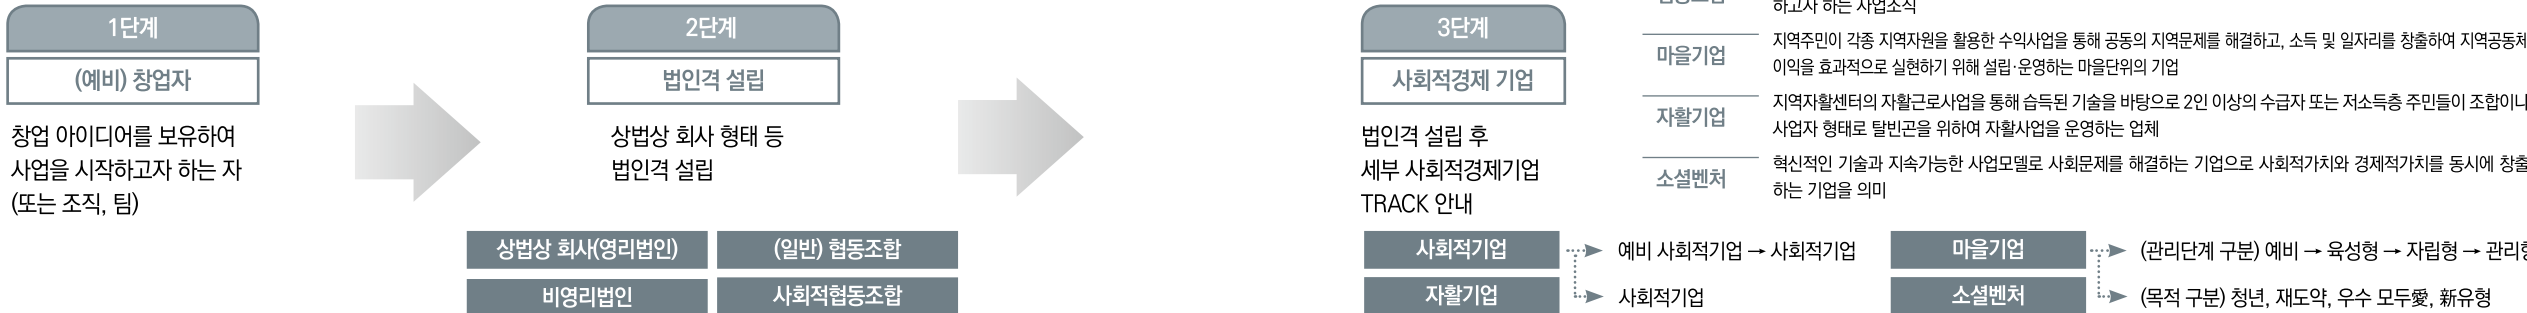 1단계
(예비) 창업자
창업 아이디어를 보유하여
사업을 시작하고자 하는 자
(또는 조직, 팀)
2단계
법인격 설립
상법상 회사 형태 등
법인격 설립
상법상 회사(영리법인)
(일반) 협동조합
비영리법인
사회적협동조합
3단계
사회적경제 기업
법인격 설립 후
세부 사회적경제기업
TRACK 안내
하고자 하는 사업조직
마을기업
지역주민이 각종 지역자원을 활용한 수익사업을 통해 공동의 지역문제를 해결하고, 소득 및 일자리를 창출하여 지역공동체
이익을 효과적으로 실현하기 위해 설립·운영하는 마을단위의 기업
자활기업
지역자활센터의 자활근로사업을 통해 습득된 기술을 바탕으로 2인 이상의 수급자 또는 저소득층 주민들이 조합이나
사업자 형태로 탈빈곤을 위하여 자활사업을 운영하는 업체
소셜벤처
혁신적인 기술과 지속가능한 사업모델로 사회문제를 해결하는 기업으로 사회적가치와 경제적가치를 동시에 창출
하는 기업을 의미
사회적기업
예비 사회적기업 → 사회적기업
자활기업
사회적기업
마을기업
(관리단계 구분) 예비 → 육성형 → 자립형 → 관리형
소셜벤처
(목적 구분) 청년, 재도약, 우수 모두愛, 新유형